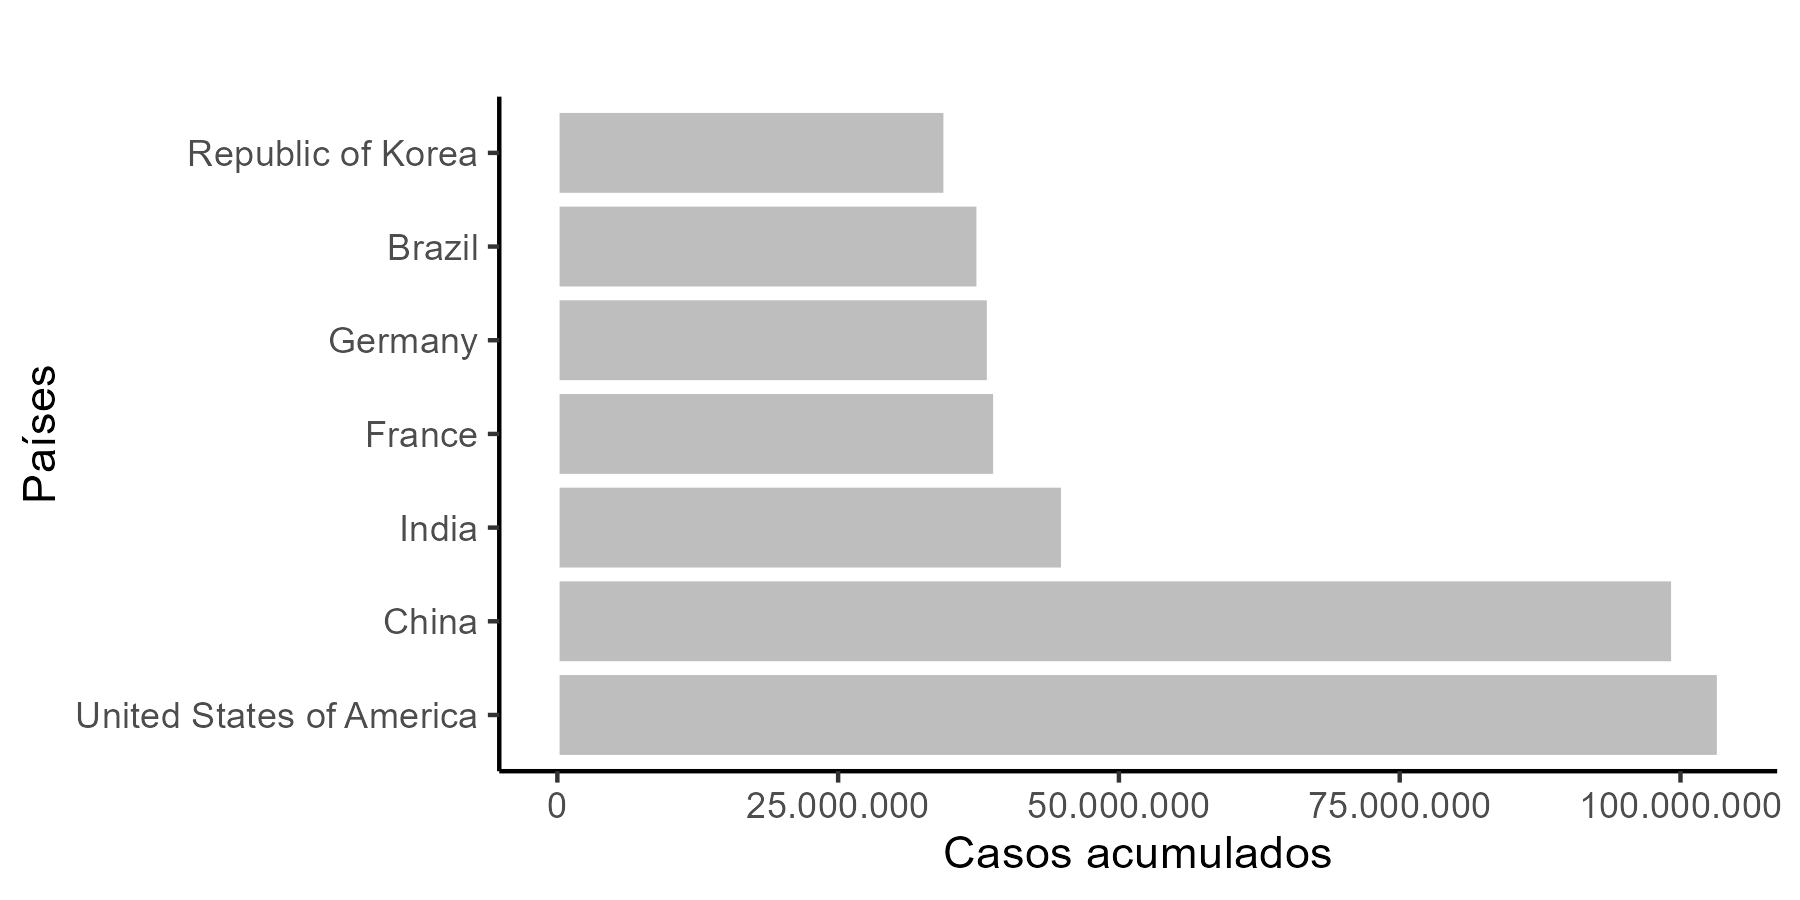 Republic of Korea
Brazil
Germany
France
India
China
United States of America
Países
0 25.000.000 50.000.000 75.000.000 100.000.000
Casos acumulados